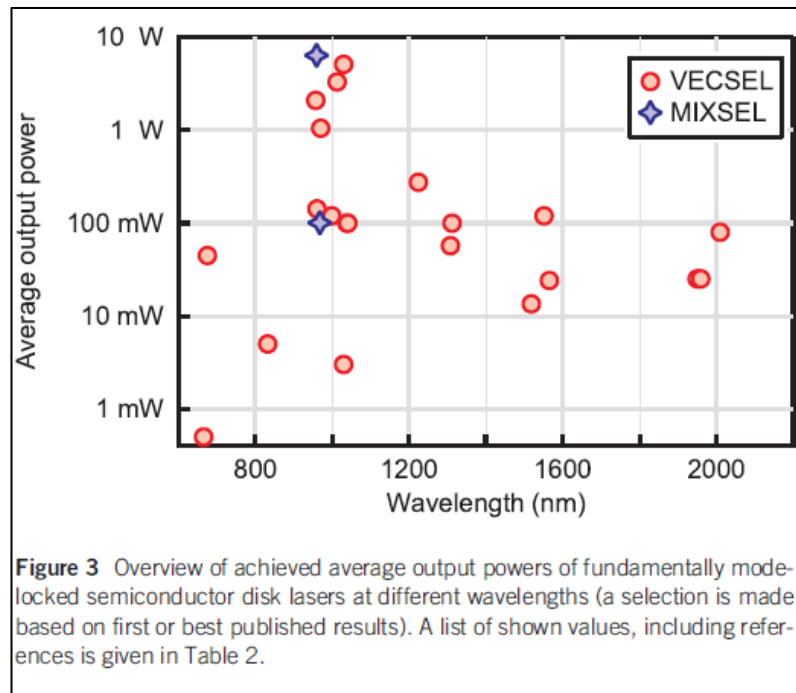 10 W
1 W
100 mW
10 mW
1 mW
Average output power
VECSEL
MIXSEL
800 1200 1600 2000
Wavelength (nm)
Figure 3 Overview of achieved average output powers of fundamentally mode-
locked semiconductor disk lasers at different wavelengths (a selection is made
based on first or best published results). A list of shown values, including refer-
ences is given in Table 2.